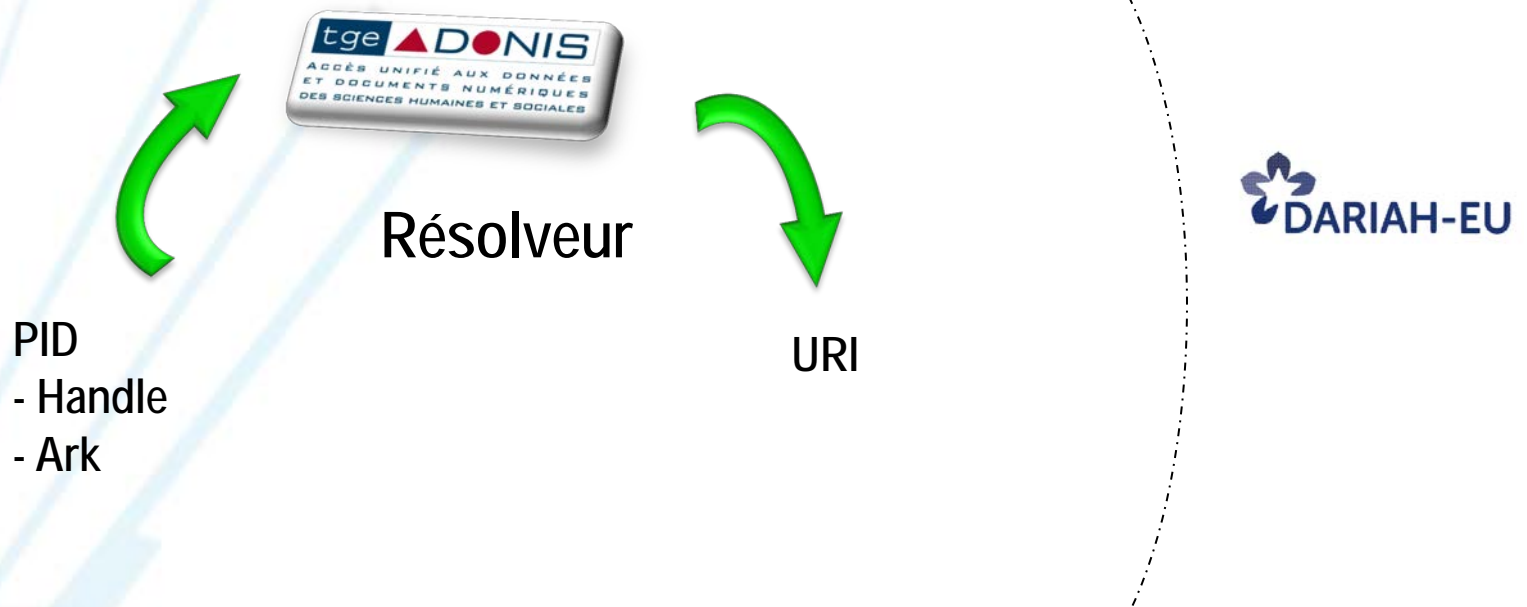 tge ADONIS
ACCÈS UNIFIÉ AUX DONNÉES
ET DOCUMENTS NUMÉRIQUES
DES SCIENCES HUMAINES ET SOCIALES
DARIAH-EU
Résolveur
PID
- Handle
- Ark
URI